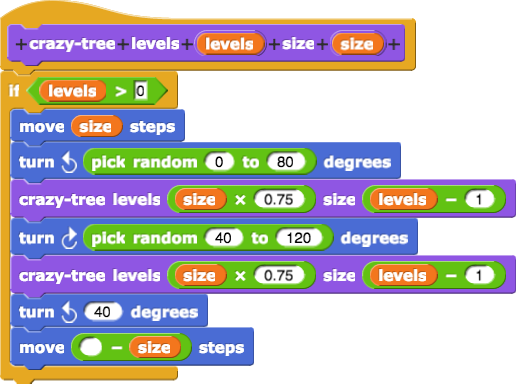 +crazy-tree+levels+levels+size+size+
if levels > 0
move size steps
turn pick random 0 to 80 degrees
crazy-tree levels size × 0.75 size levels - 1
turn pick random 40 to 120 degrees
crazy-tree levels size × 0.75 size levels - 1
turn 40 degrees
move - size steps